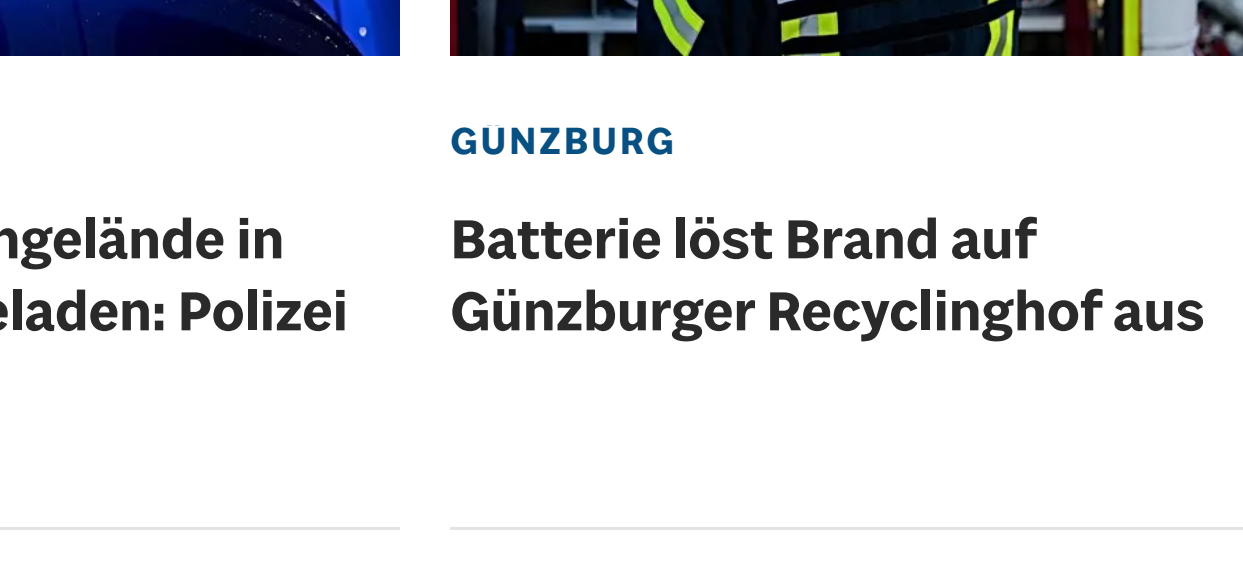 ngelände in
eladen: Polizei
GÜNZBURG
Batterie löst Brand auf
Günzburger Recyclinghof aus